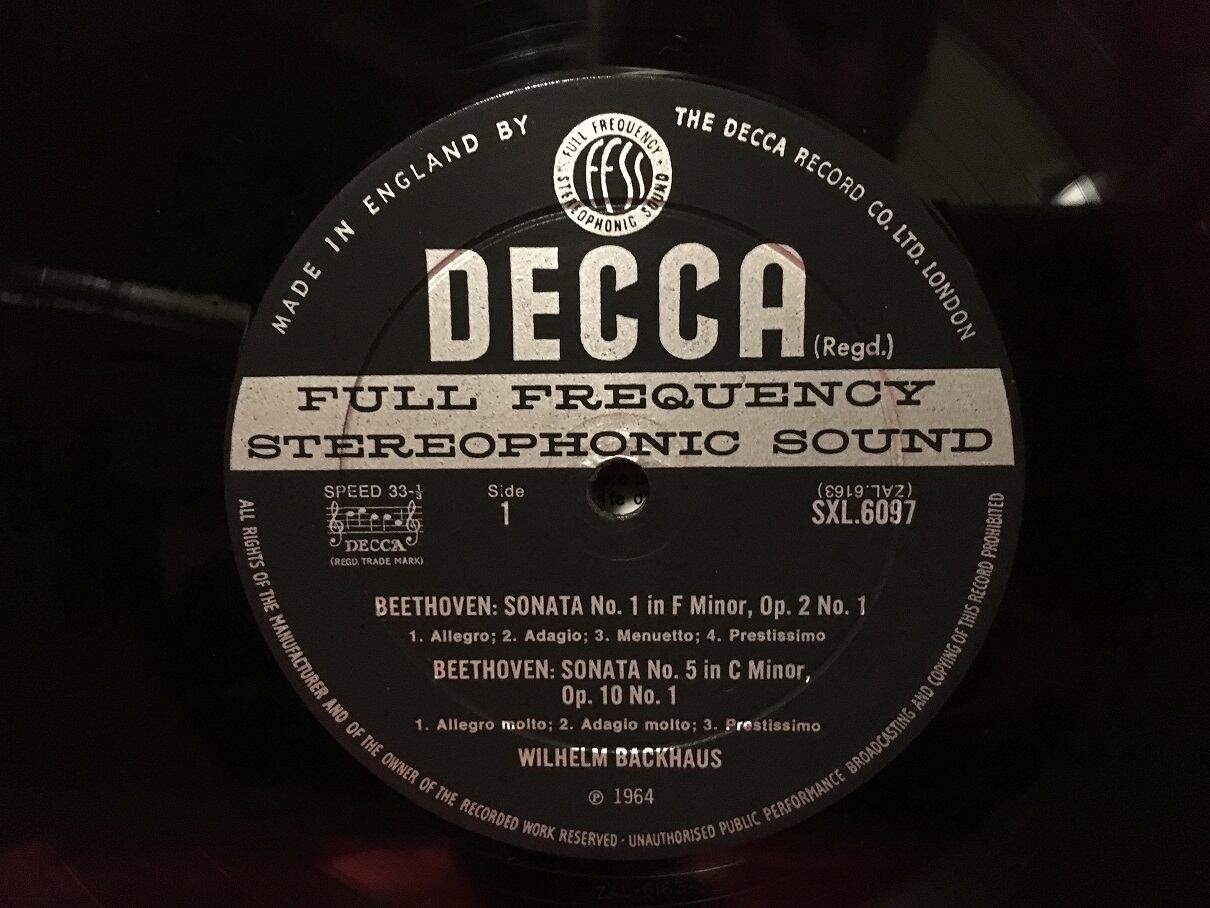 MADE IN ENGLAND BY
THE DECCA RECORD CO. LTD. LONDON
FULL FREQUENCY
STEREOPHONIC SOUND
FFSS
DECCA (Regd.)
FULL FREQUENCY
STEREOPHONIC SOUND
SPEED 33-⅓
DECCA
(REGD. TRADE MARK)
Side
1
(ZAL.6163)
SXL.6097
BEETHOVEN: SONATA No. 1 in F Minor, Op. 2 No. 1
1. Allegro; 2. Adagio; 3. Menuetto; 4. Prestissimo
BEETHOVEN: SONATA No. 5 in C Minor,
Op. 10 No. 1
1. Allegro molto; 2. Adagio molto; 3. Prestissimo
WILHELM BACKHAUS
℗ 1964
ALL RIGHTS OF THE MANUFACTURER AND OF THE OWNER OF THE RECORDED WORK RESERVED · UNAUTHORISED PUBLIC PERFORMANCE BROADCASTING AND COPYING OF THIS RECORD PROHIBITED